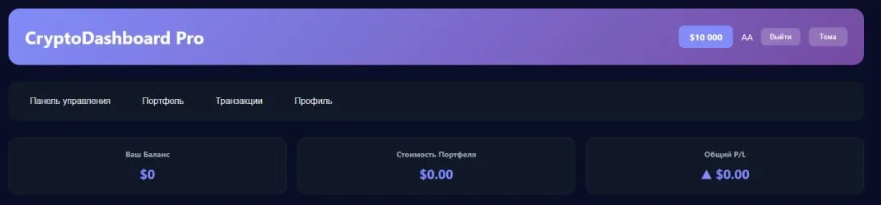 CryptoDashboard Pro
$10 000 AA Выйти Тема
Панель управления Портфель Транзакции Профиль
Ваш Баланс
$0
Стоимость Портфеля
$0.00
Общий P/L
▲ $0.00